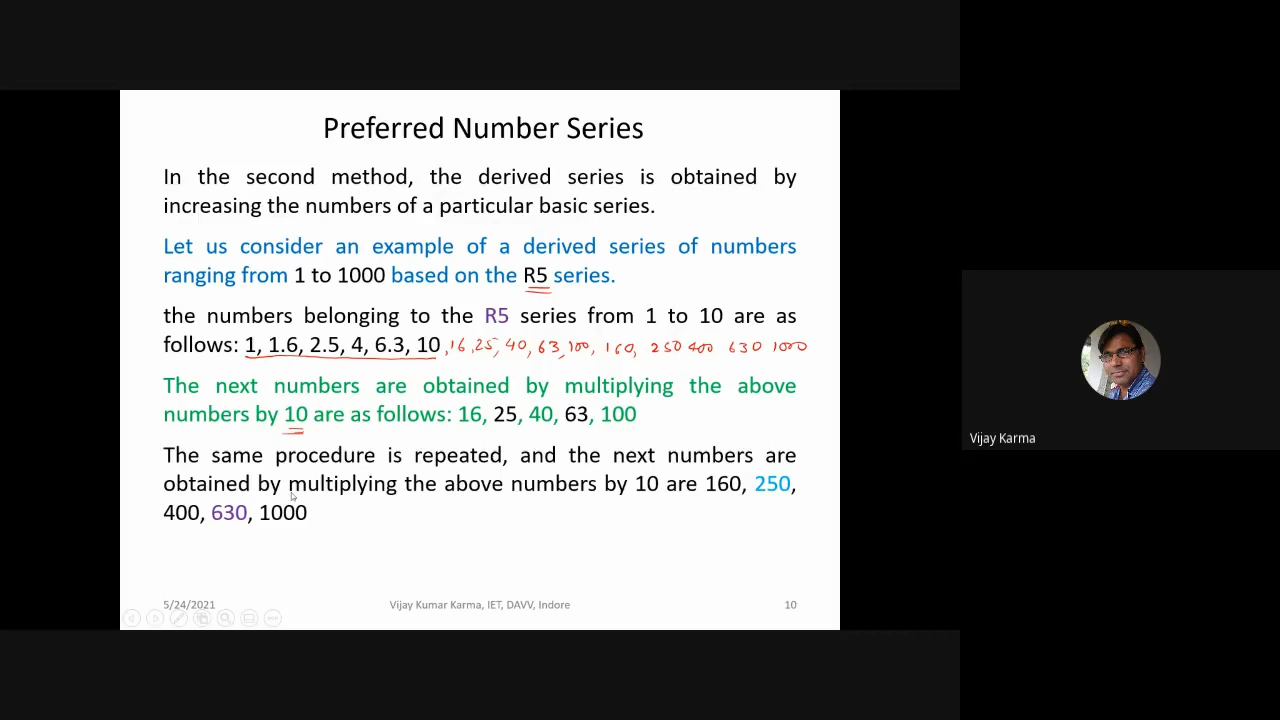 Preferred Number Series
In the second method, the derived series is obtained by
increasing the numbers of a particular basic series.
Let us consider an example of a derived series of numbers
ranging from 1 to 1000 based on the R5 series.
the numbers belonging to the R5 series from 1 to 10 are as
follows: 1, 1.6, 2.5, 4, 6.3, 10 ,16,25, 40, 63,100, 160, 250 400 630 1000
The next numbers are obtained by multiplying the above
numbers by 10 are as follows: 16, 25, 40, 63, 100
The same procedure is repeated, and the next numbers are
obtained by multiplying the above numbers by 10 are 160, 250,
400, 630, 1000
5/24/2021 Vijay Kumar Karma, IET, DAVV, Indore 10
Vijay Karma